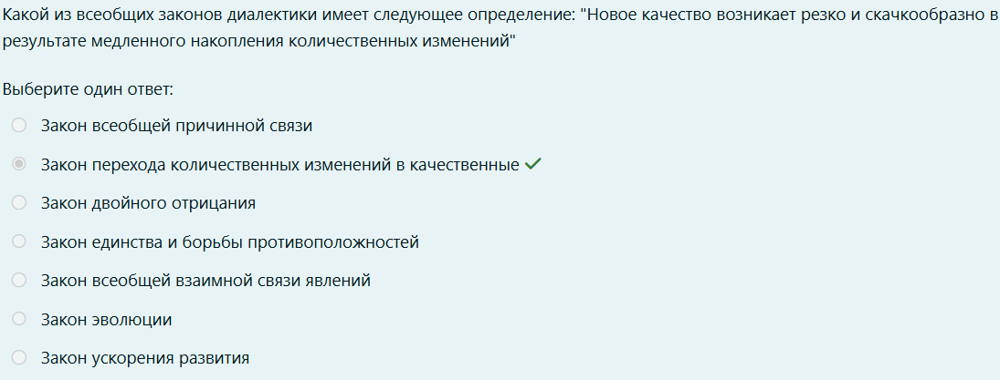 Какой из всеобщих законов диалектики имеет следующее определение: "Новое качество возникает резко и скачкообразно в
результате медленного накопления количественных изменений"
Выберите один ответ:
Закон всеобщей причинной связи
Закон перехода количественных изменений в качественные
Закон двойного отрицания
Закон единства и борьбы противоположностей
Закон всеобщей взаимной связи явлений
Закон эволюции
Закон ускорения развития